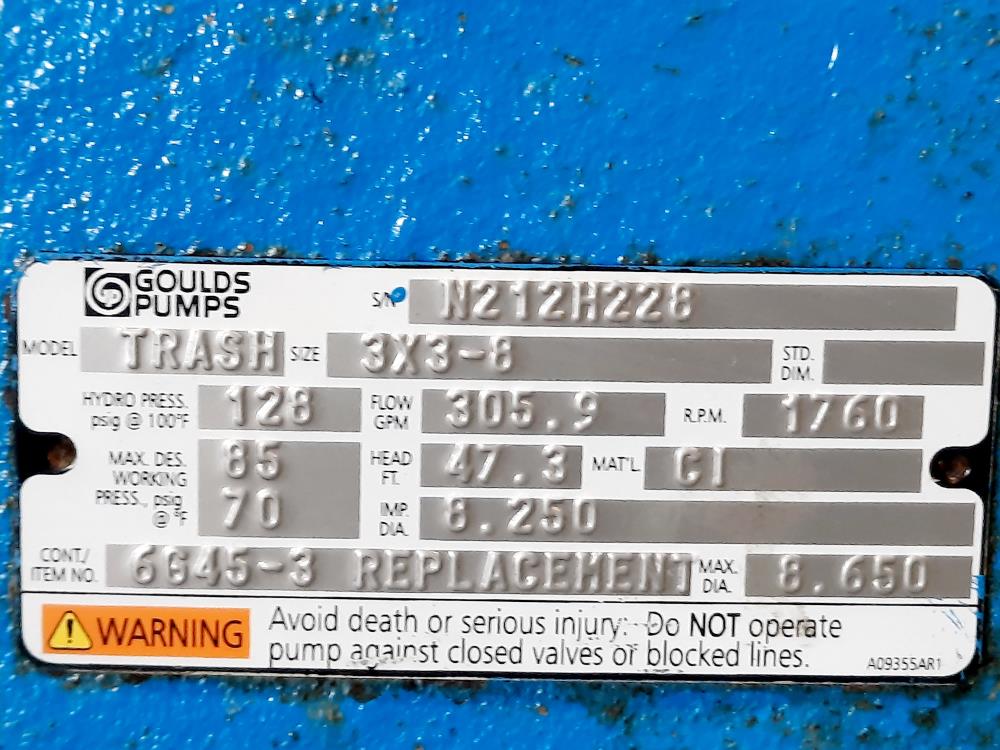 GOULDS
PUMPS
S/N N212H228
MODEL TRASH SIZE 3X3-8 STD. DIM.
HYDRO PRESS. psig @ 100°F 128 FLOW GPM 305.9 R.P.M. 1760
MAX. DES. WORKING PRESS., psig @ °F 85 70 HEAD FT. 47.3 MAT'L CI
IMP. DIA. 8.250
CONT./ ITEM NO. 6G45-3 REPLACEMENT MAX. DIA. 8.650
WARNING Avoid death or serious injury. Do NOT operate
pump against closed valves or blocked lines.
A09355AR1